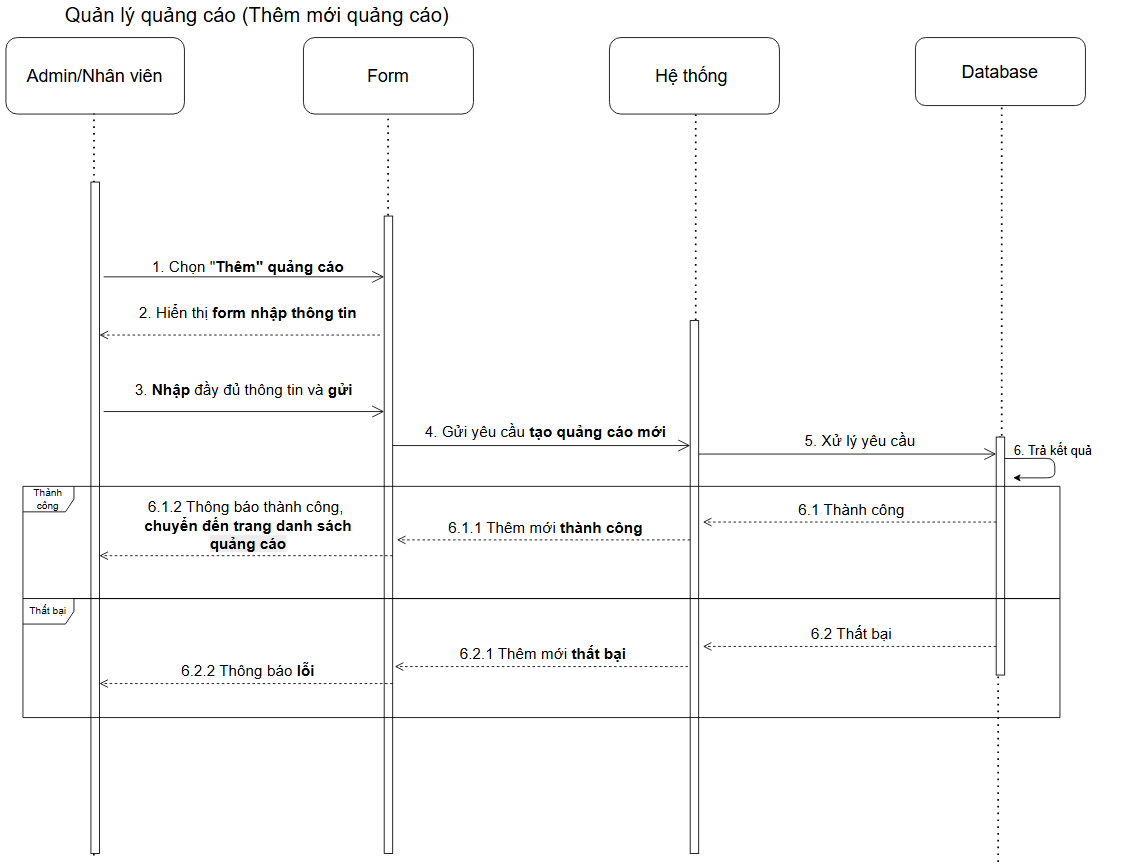 Quản lý quảng cáo (Thêm mới quảng cáo)
Admin/Nhân viên
Form
Hệ thống
Database
1. Chọn "Thêm" quảng cáo
2. Hiển thị form nhập thông tin
3. Nhập đầy đủ thông tin và gửi
4. Gửi yêu cầu tạo quảng cáo mới
5. Xử lý yêu cầu
6. Trả kết quả
Thành
công
6.1 Thành công
6.1.1 Thêm mới thành công
6.1.2 Thông báo thành công,
chuyển đến trang danh sách
quảng cáo
Thất bại
6.2 Thất bại
6.2.1 Thêm mới thất bại
6.2.2 Thông báo lỗi